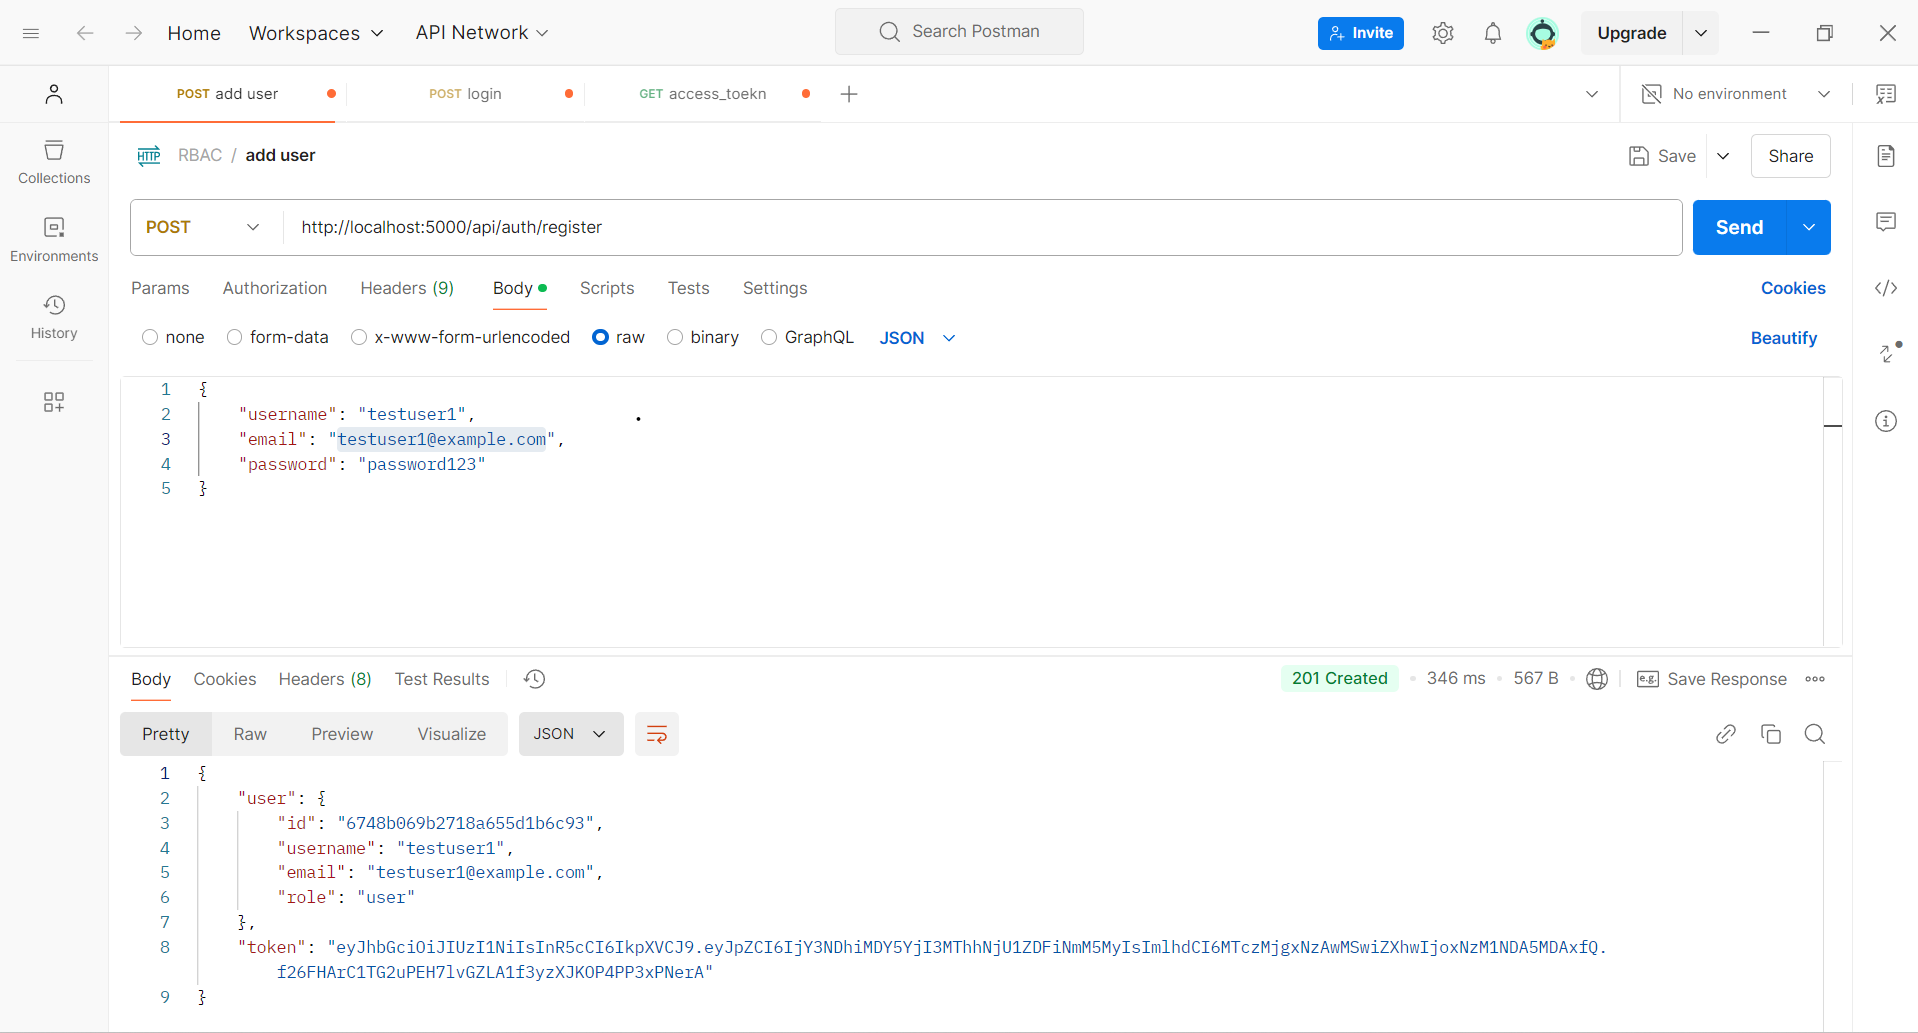 Home
Workspaces
API Network
Search Postman
Invite
Upgrade
POST add user
POST login
GET access_toekn
No environment
Collections
Environments
History
HTTP RBAC / add user
Save
Share
POST
http://localhost:5000/api/auth/register
Send
Params
Authorization
Headers (9)
Body
Scripts
Tests
Settings
Cookies
none
form-data
x-www-form-urlencoded
raw
binary
GraphQL
JSON
Beautify
1 {
2 "username": "testuser1",
3 "email": "testuser1@example.com",
4 "password": "password123"
5 }
Body
Cookies
Headers (8)
Test Results
201 Created
346 ms
567 B
e.g. Save Response
Pretty
Raw
Preview
Visualize
JSON
1 {
2 "user": {
3 "id": "6748b069b2718a655d1b6c93",
4 "username": "testuser1",
5 "email": "testuser1@example.com",
6 "role": "user"
7 },
8 "token": "eyJhbGciOiJIUzI1NiIsInR5cCI6IkpXVCJ9.eyJpZCI6IjY3NDhiMDY5YjI3MThhNjU1ZDFiNmM5MyIsImlhdCI6MTczMjgxNzAwMSwiZXhwIjoxNzM1NDA5MDAxfQ.
f26FHArC1TG2uPEH7lvGZLA1f3yzXJKOP4PP3xPNerA"
9 }